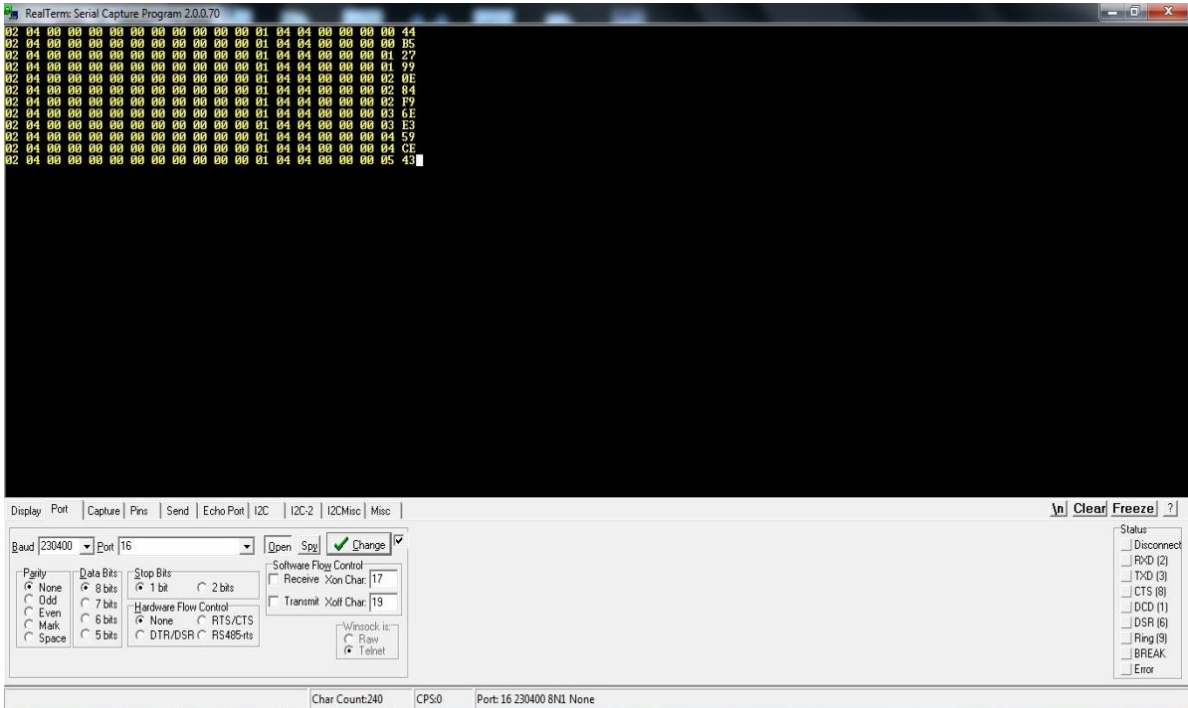 RealTerm: Serial Capture Program 2.0.0.70
02 04 00 00 00 00 00 00 00 00 00 00 01 04 04 00 00 00 00 44
02 04 00 00 00 00 00 00 00 00 00 00 01 04 04 00 00 00 00 B5
02 04 00 00 00 00 00 00 00 00 00 00 01 04 04 00 00 00 01 27
02 04 00 00 00 00 00 00 00 00 00 00 01 04 04 00 00 00 01 99
02 04 00 00 00 00 00 00 00 00 00 00 01 04 04 00 00 00 02 0E
02 04 00 00 00 00 00 00 00 00 00 00 01 04 04 00 00 00 02 84
02 04 00 00 00 00 00 00 00 00 00 00 01 04 04 00 00 00 02 F9
02 04 00 00 00 00 00 00 00 00 00 00 01 04 04 00 00 00 03 6E
02 04 00 00 00 00 00 00 00 00 00 00 01 04 04 00 00 00 03 E3
02 04 00 00 00 00 00 00 00 00 00 00 01 04 04 00 00 00 04 59
02 04 00 00 00 00 00 00 00 00 00 00 01 04 04 00 00 00 04 CE
02 04 00 00 00 00 00 00 00 00 00 00 01 04 04 00 00 00 05 43
Display Port Capture Pins Send Echo Port I2C I2C-2 I2CMisc Misc \n Clear Freeze ?
Baud 230400 Port 16 Open Spy Change
Parity
None
Odd
Even
Mark
Space
Data Bits
8 bits
7 bits
6 bits
5 bits
Stop Bits
1 bit 2 bits
Hardware Flow Control
None RTS/CTS
DTR/DSR RS485-rts
Software Flow Control
Receive Xon Char: 17
Transmit Xoff Char: 19
Winsock is:
Raw
Telnet
Status
Disconnect
RXD (2)
TXD (3)
CTS (8)
DCD (1)
DSR (6)
Ring (9)
BREAK
Error
Char Count:240 CPS:0 Port: 16 230400 8N1 None